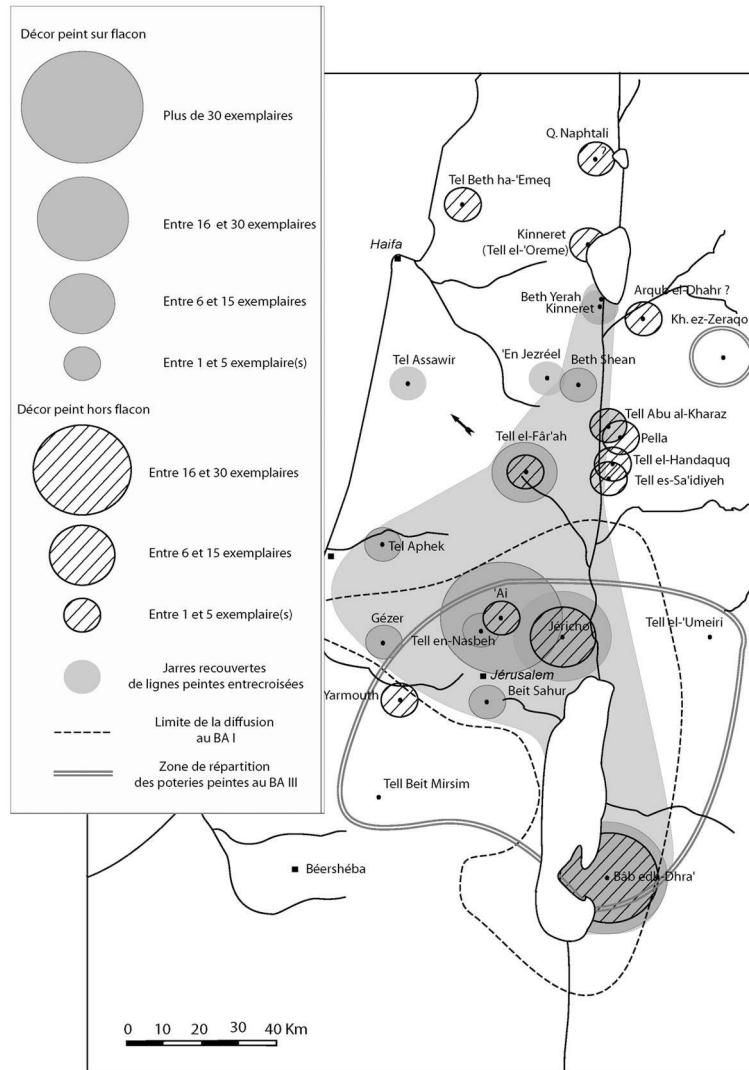 Décor peint sur flacon
Plus de 30 exemplaires
Entre 16 et 30 exemplaires
Entre 6 et 15 exemplaires
Entre 1 et 5 exemplaire(s)
Décor peint hors flacon
Entre 16 et 30 exemplaires
Entre 6 et 15 exemplaires
Entre 1 et 5 exemplaire(s)
Jarres recouvertes
de lignes peintes entrecroisées
Limite de la diffusion
au BA I
Zone de répartition
des poteries peintes au BA III
Q. Naphtali
?
Tel Beth ha-'Emeq
Kinneret
(Tell el-'Oreme)
Haifa
Beth Yerah
Kinneret
Arqub el-Dhahr ?
Kh. ez-Zeraqo
Tel Assawir
'En Jezréel
Beth Shean
Tell Abu al-Kharaz
Pella
Tell el-Fâr'ah
Tell el-Handaquq
Tell es-Sa'idiyeh
Tel Aphek
'Ai
Gézer
Tell en-Nasbeh
Jéricho
Tell el-'Umeiri
Jérusalem
Yarmouth
Beit Sahur
Tell Beit Mirsim
Béershéba
Bâb edh-Dhra'
0 10 20 30 40 Km